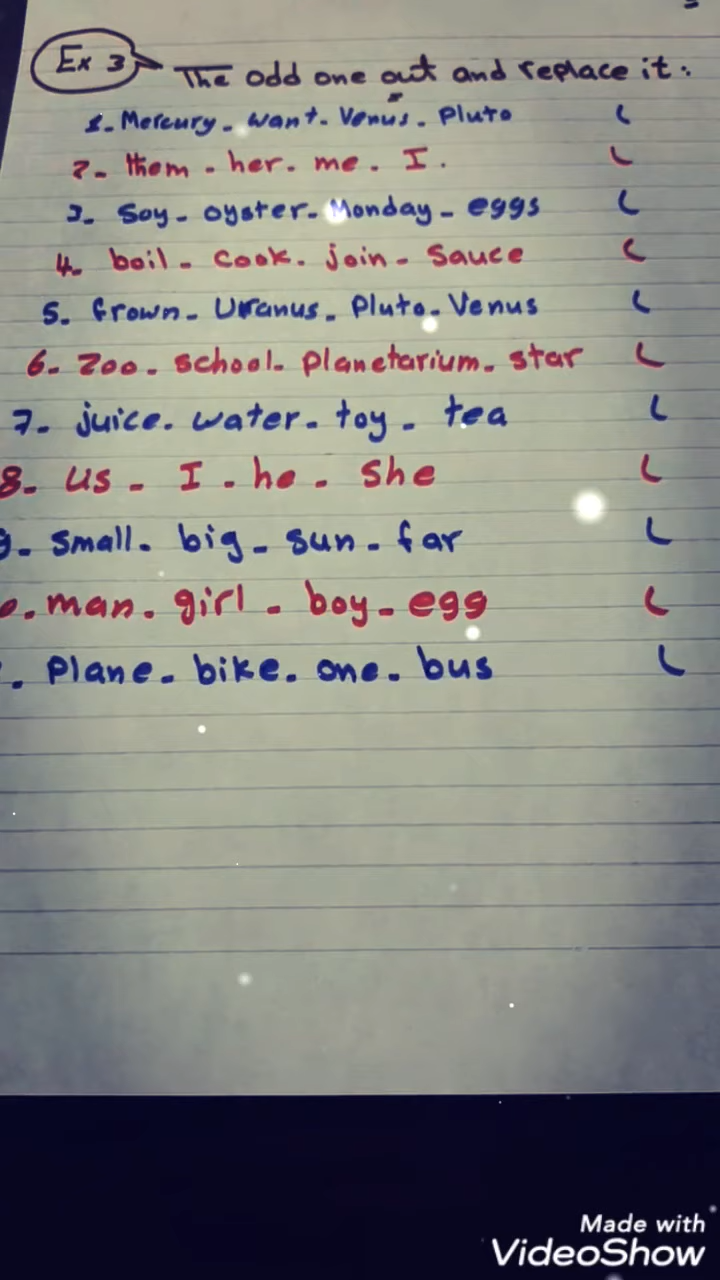 Ex 3
The odd one out and replace it:
1- Mercury - want - Venus - Pluto (
2- them - her - me - I. (
3- Soy - oyster - Monday - eggs (
4- boil - cook - join - Sauce (
5- Grown - Uranus - Pluto - Venus (
6- Zoo - school - planetarium - star (
7- juice - water - toy - tea (
8- us - I - he - She (
9- small - big - sun - far (
0. man - girl - boy - egg (
. Plane - bike - one - bus (
Made with
VideoShow